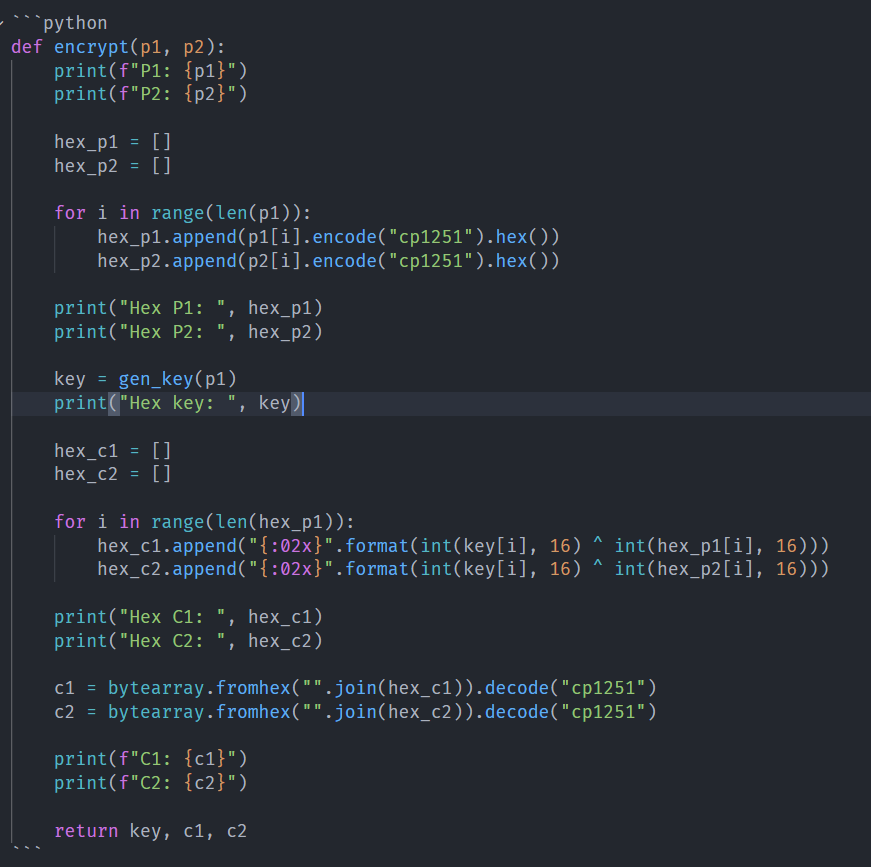 ```python
def encrypt(p1, p2):
    print(f"P1: {p1}")
    print(f"P2: {p2}")

    hex_p1 = []
    hex_p2 = []

    for i in range(len(p1)):
        hex_p1.append(p1[i].encode("cp1251").hex())
        hex_p2.append(p2[i].encode("cp1251").hex())

    print("Hex P1: ", hex_p1)
    print("Hex P2: ", hex_p2)

    key = gen_key(p1)
    print("Hex key: ", key)

    hex_c1 = []
    hex_c2 = []

    for i in range(len(hex_p1)):
        hex_c1.append("{:02x}".format(int(key[i], 16) ^ int(hex_p1[i], 16)))
        hex_c2.append("{:02x}".format(int(key[i], 16) ^ int(hex_p2[i], 16)))

    print("Hex C1: ", hex_c1)
    print("Hex C2: ", hex_c2)

    c1 = bytearray.fromhex("".join(hex_c1)).decode("cp1251")
    c2 = bytearray.fromhex("".join(hex_c2)).decode("cp1251")

    print(f"C1: {c1}")
    print(f"C2: {c2}")

    return key, c1, c2
```